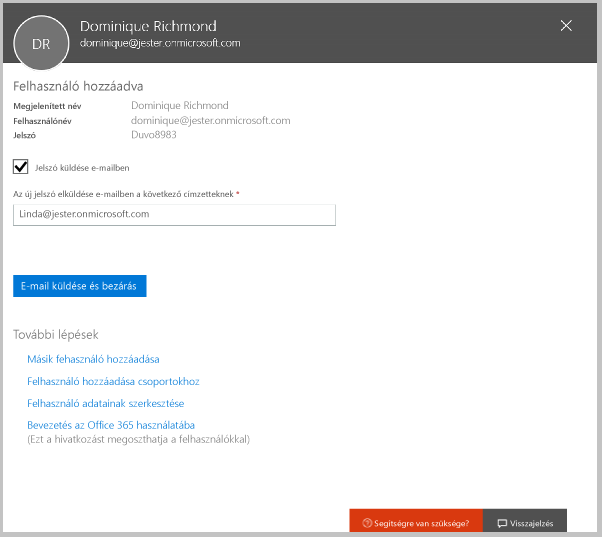 DR
Dominique Richmond
dominique@jester.onmicrosoft.com
Felhasználó hozzáadva
Megjelenített név Dominique Richmond
Felhasználónév dominique@jester.onmicrosoft.com
Jelszó Duvo8983
Jelszó küldése e-mailben
Az új jelszó elküldése e-mailben a következő címzetteknek *
Linda@jester.onmicrosoft.com
E-mail küldése és bezárás
További lépések
Másik fehasználó hozzáadása
Felhasználó hozzáadása csoportokhoz
Felhasználó adatainak szerkesztése
Bevezetés az Office 365 használatába
(Ezt a hivatkozást megoszthatja a felhasználókkal)
Segítségre van szüksége? Visszajelzés